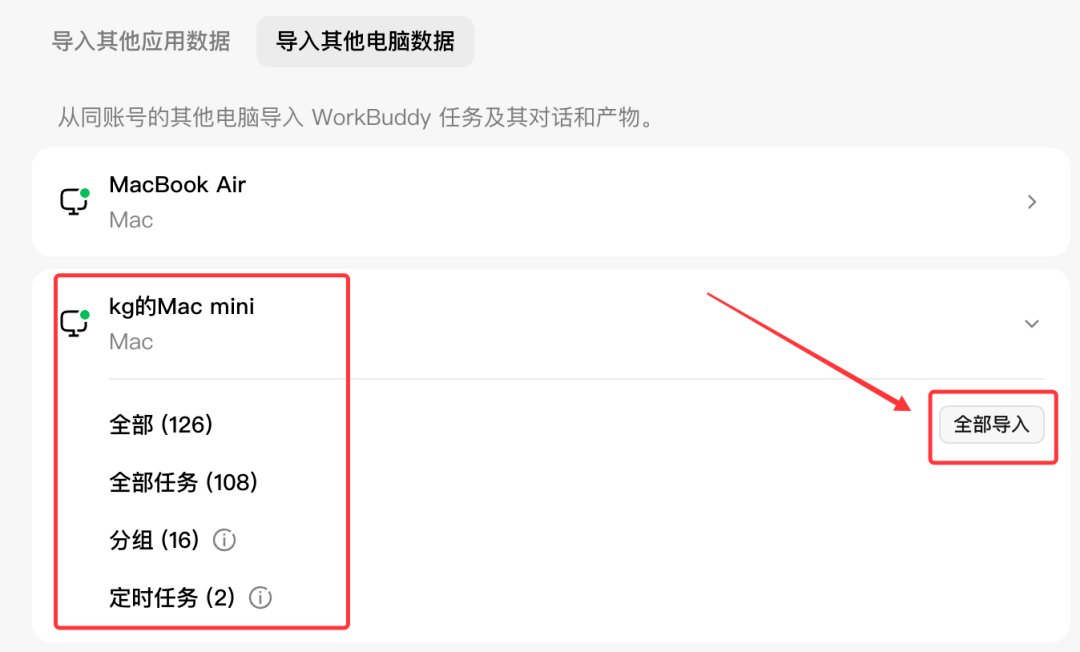 导入其他应用数据 导入其他电脑数据
从同账号的其他电脑导入 WorkBuddy 任务及其对话和产物。
MacBook Air
Mac
kg的Mac mini
Mac
全部 (126) 全部导入
全部任务 (108)
分组 (16)
定时任务 (2)